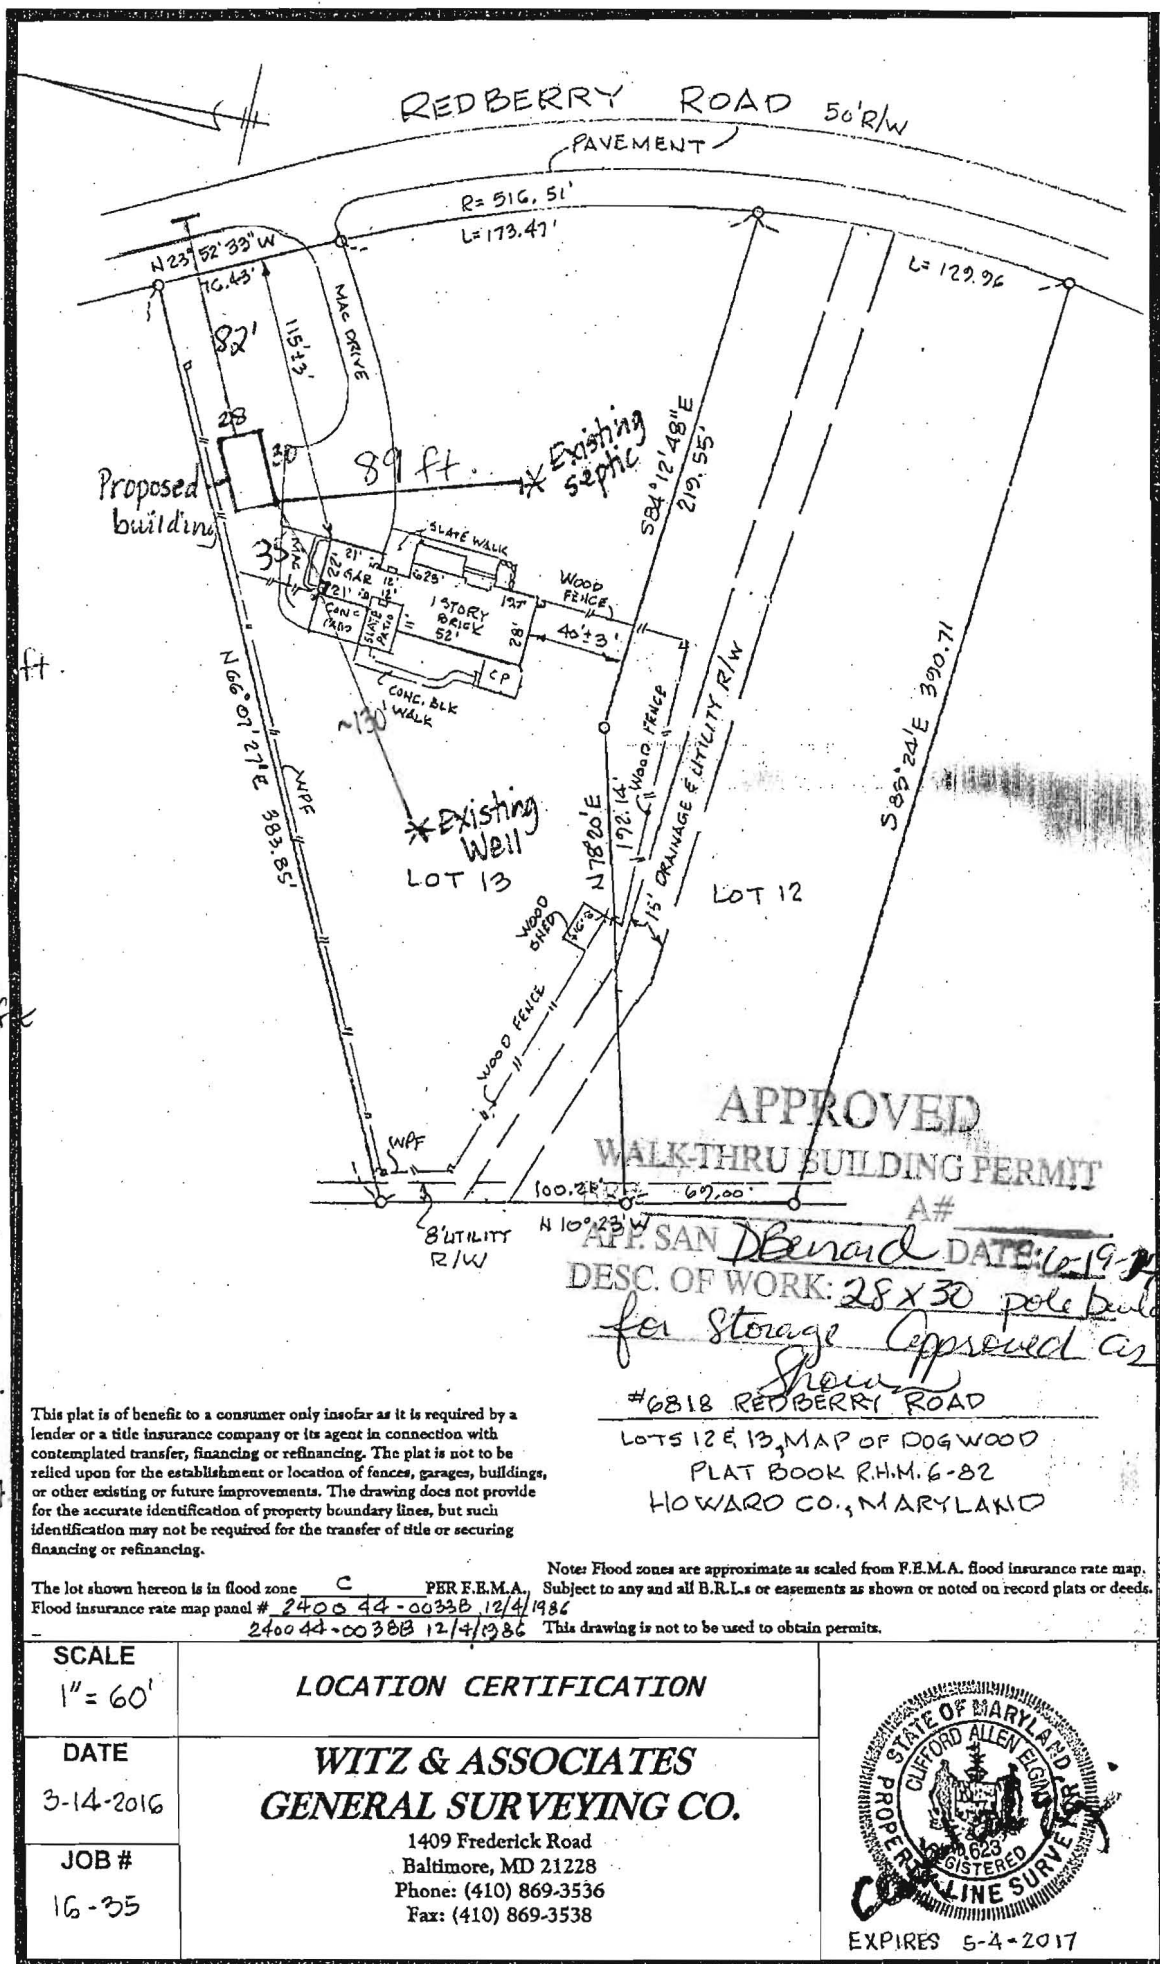 REDBERRY ROAD 50'R/W
PAVEMENT
R= 516.51'
L=173.47'
N23°52'33"W
76.43'
L= 129.96
82'
115'±3'
MAC DRIVE
28
30
89 ft.
Existing
Septic
S84°12'48"E
219.55'
Proposed
building
35
MAC
SLATE WALK
21'
22'
GAR
12'
12'
21'
CONC
PAD
SLATE
PATIO
1 STORY
BRICK
52'
28'
WOOD
FENCE
40'±3'
CP
CONC. BLK
WALK
ft.
~130'
N66°07'27"E 383.85'
WPF
Existing
Well
LOT 13
N78°20'E
192.14'
WOOD FENCE
15' DRAINAGE & UTILITY R/W
S89°24'E 390.71
LOT 12
WOOD
SHED
WOOD FENCE
WPF
8'UTILITY
R/W
N 10°23'W
69.00'
APPROVED
WALK-THRU BUILDING PERMIT
A#
APP. SAN DBernard DATE:
DESC. OF WORK: 28X30 pole
for Storage Approved as
Shown
#6818 REDBERRY ROAD
LOTS 12 & 13, MAP OF DOGWOOD
PLAT BOOK R.H.M. 6-82
HOWARD CO., MARYLAND
This plat is of benefit to a consumer only insofar as it is required by a
lender or a title insurance company or its agent in connection with
contemplated transfer, financing or refinancing. The plat is not to be
relied upon for the establishment or location of fences, garages, buildings,
or other existing or future improvements. The drawing does not provide
for the accurate identification of property boundary lines, but such
identification may not be required for the transfer of title or securing
financing or refinancing.
The lot shown hereon is in flood zone C PER F.E.M.A.
Flood insurance rate map panel # 240044-0033B, 12/4/1986
240044-0038B 12/4/1986
Note: Flood zones are approximate as scaled from F.E.M.A. flood insurance rate map.
Subject to any and all B.R.L.s or easements as shown or noted on record plats or deeds.
This drawing is not to be used to obtain permits.
SCALE
1"= 60'
DATE
3-14-2016
JOB #
16-35
LOCATION CERTIFICATION
WITZ & ASSOCIATES
GENERAL SURVEYING CO.
1409 Frederick Road
Baltimore, MD 21228
Phone: (410) 869-3536
Fax: (410) 869-3538
STATE OF MARYLAND
CLIFFORD ALLEN ELGIN
623
REGISTERED
PROPERTY LINE SURVEYOR
EXPIRES 5-4-2017